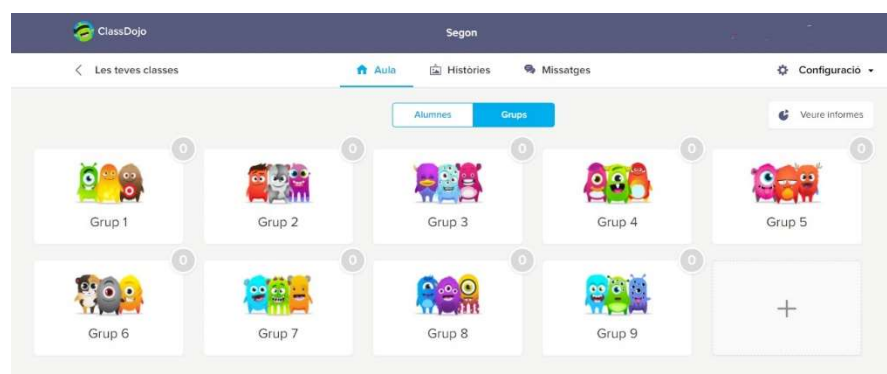 ClassDojo
Segon
Les teves classes
Aula
Històries
Missatges
Configuració
Alumnes
Grups
Veure informes
0
0
0
0
0
Grup 1
Grup 2
Grup 3
Grup 4
Grup 5
0
0
0
0
Grup 6
Grup 7
Grup 8
Grup 9
+